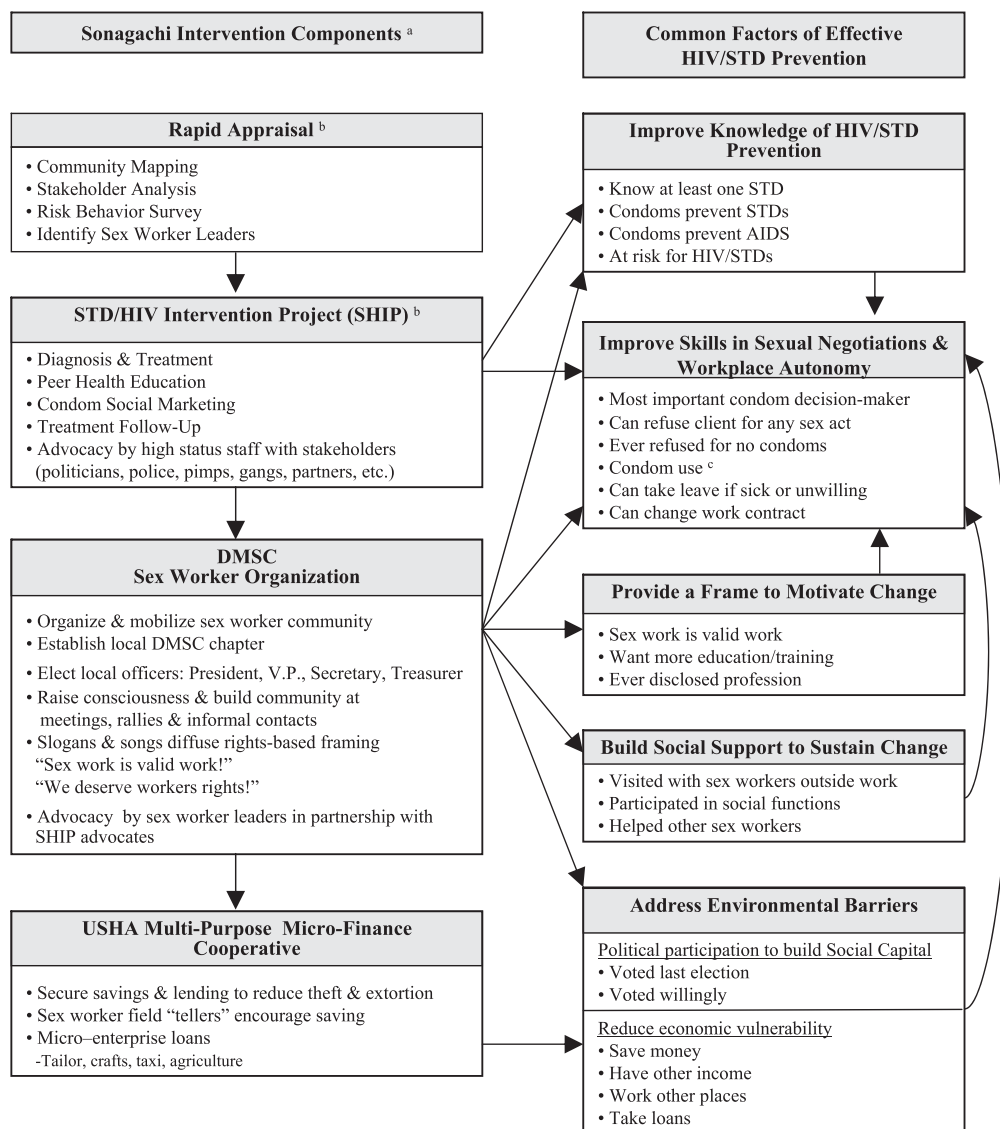 Sonagachi Intervention Components a
Rapid Appraisal b
• Community Mapping
• Stakeholder Analysis
• Risk Behavior Survey
• Identify Sex Worker Leaders
STD/HIV Intervention Project (SHIP) b
• Diagnosis & Treatment
• Peer Health Education
• Condom Social Marketing
• Treatment Follow-Up
• Advocacy by high status staff with stakeholders
(politicians, police, pimps, gangs, partners, etc.)
DMSC
Sex Worker Organization
• Organize & mobilize sex worker community
• Establish local DMSC chapter
• Elect local officers: President, V.P., Secretary, Treasurer
• Raise consciousness & build community at
meetings, rallies & informal contacts
• Slogans & songs diffuse rights-based framing
“Sex work is valid work!”
“We deserve workers rights!”
• Advocacy by sex worker leaders in partnership with
SHIP advocates
USHA Multi-Purpose Micro-Finance
Cooperative
• Secure savings & lending to reduce theft & extortion
• Sex worker field “tellers” encourage saving
• Micro–enterprise loans
-Tailor, crafts, taxi, agriculture
Common Factors of Effective
HIV/STD Prevention
Improve Knowledge of HIV/STD
Prevention
• Know at least one STD
• Condoms prevent STDs
• Condoms prevent AIDS
• At risk for HIV/STDs
Improve Skills in Sexual Negotiations &
Workplace Autonomy
• Most important condom decision-maker
• Can refuse client for any sex act
• Ever refused for no condoms
• Condom use c
• Can take leave if sick or unwilling
• Can change work contract
Provide a Frame to Motivate Change
• Sex work is valid work
• Want more education/training
• Ever disclosed profession
Build Social Support to Sustain Change
• Visited with sex workers outside work
• Participated in social functions
• Helped other sex workers
Address Environmental Barriers
Political participation to build Social Capital
• Voted last election
• Voted willingly
Reduce economic vulnerability
• Save money
• Have other income
• Work other places
• Take loans